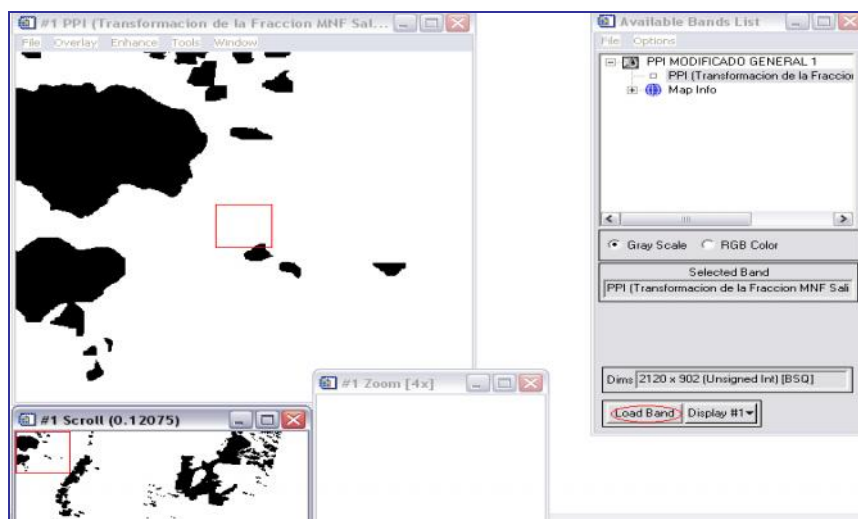 #1 PPI (Transformacion de la Fraccion MNF Sal...
File Overlay Enhance Tools Window
#1 Scroll (0.12075)
#1 Zoom [4x]
Available Bands List
File Options
PPI MODIFICADO GENERAL 1
PPI (Transformacion de la Fraccion
Map Info
Gray Scale RGB Color
Selected Band
PPI (Transformacion de la Fraccion MNF Sali
Dims 2120 x 902 (Unsigned Int) [BSQ]
Load Band Display #1